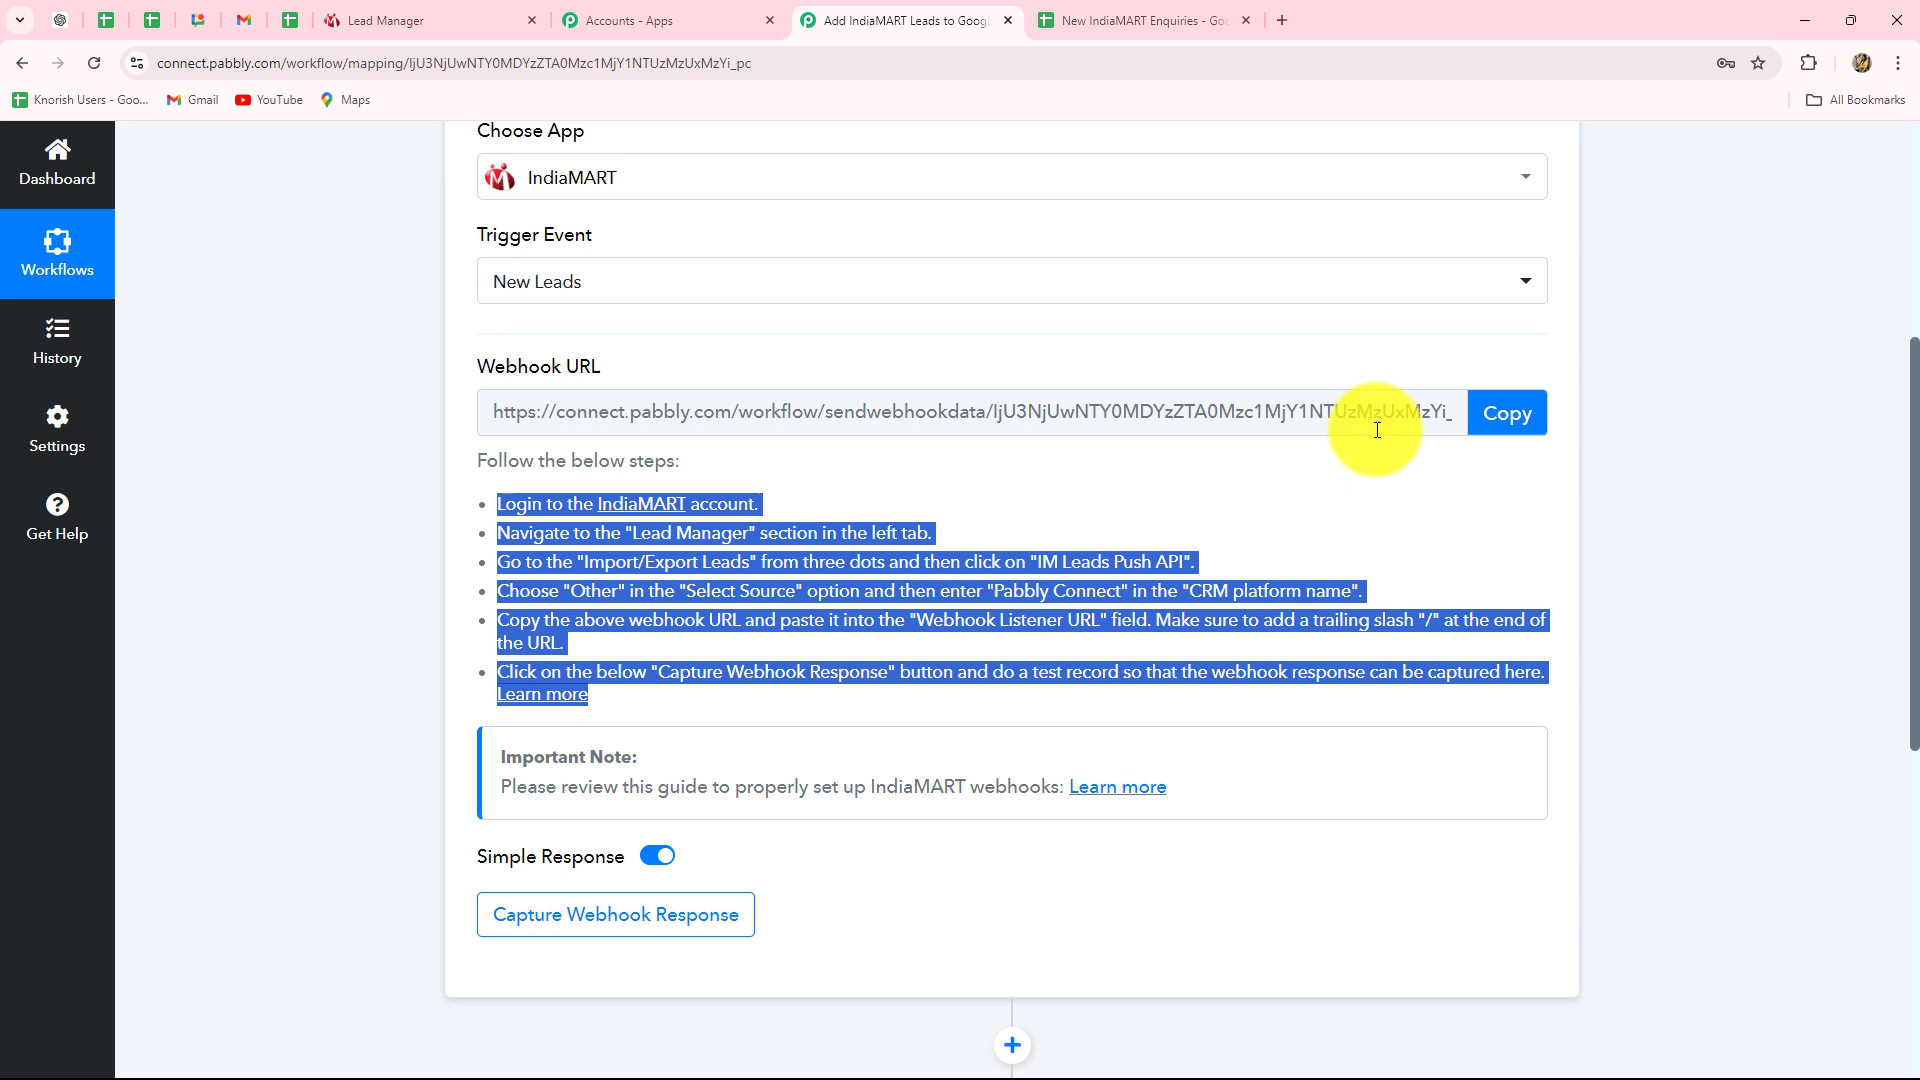 Lead Manager
Accounts - Apps
Add IndiaMART Leads to Googl
New IndiaMART Enquiries - Goo
connect.pabbly.com/workflow/mapping/IjU3NjUwNTY0MDYzZTA0Mzc1MjY1NTUzMzUxMzYi_pc
Knorish Users - Goo...
Gmail
YouTube
Maps
All Bookmarks
Dashboard
Workflows
History
Settings
Get Help
Choose App
IndiaMART
Trigger Event
New Leads
Webhook URL
https://connect.pabbly.com/workflow/sendwebhookdata/IjU3NjUwNTY0MDYzZTA0Mzc1MjY1NTUzMzUxMzYi_
Copy
Follow the below steps:
• Login to the IndiaMART account.
• Navigate to the "Lead Manager" section in the left tab.
• Go to the "Import/Export Leads" from three dots and then click on "IM Leads Push API".
• Choose "Other" in the "Select Source" option and then enter "Pabbly Connect" in the "CRM platform name".
• Copy the above webhook URL and paste it into the "Webhook Listener URL" field. Make sure to add a trailing slash "/" at the end of
the URL.
• Click on the below "Capture Webhook Response" button and do a test record so that the webhook response can be captured here.
Learn more
Important Note:
Please review this guide to properly set up IndiaMART webhooks: Learn more
Simple Response
Capture Webhook Response